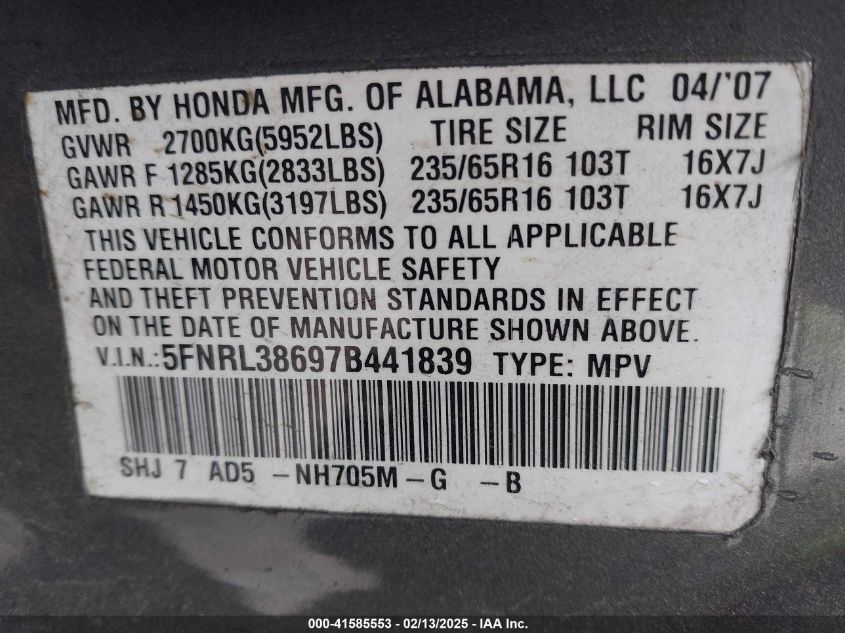 MFD. BY HONDA MFG. OF ALABAMA, LLC 04/'07
GVWR 2700KG(5952LBS) TIRE SIZE RIM SIZE
GAWR F 1285KG(2833LBS) 235/65R16 103T 16X7J
GAWR R 1450KG(3197LBS) 235/65R16 103T 16X7J
THIS VEHICLE CONFORMS TO ALL APPLICABLE
FEDERAL MOTOR VEHICLE SAFETY
AND THEFT PREVENTION STANDARDS IN EFFECT
ON THE DATE OF MANUFACTURE SHOWN ABOVE.
V.I.N.:5FNRL38697B441839 TYPE: MPV
SHJ 7 AD5 -NH705M-G -B
000-41585553 - 02/13/2025 - IAAI Inc.